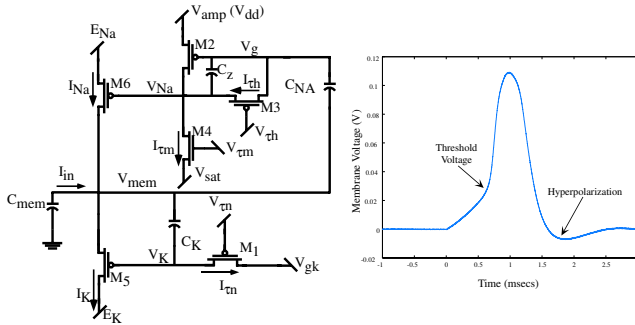 E_Na
V_amp (V_dd)
M2
V_g
C_z
C_NA
I_Na
M6
V_Na
I_τh
M3
V_τh
M4
I_τm
V_τm
V_sat
I_in
V_mem
C_mem
V_τn
C_K
M1
V_K
V_gk
I_τn
M5
I_K
E_K
0.12
0.1
0.08
0.06
0.04
0.02
0
-0.02
Membrane Voltage (V)
Threshold
Voltage
Hyperpolarization
-1 -0.5 0 0.5 1 1.5 2 2.5
Time (msecs)